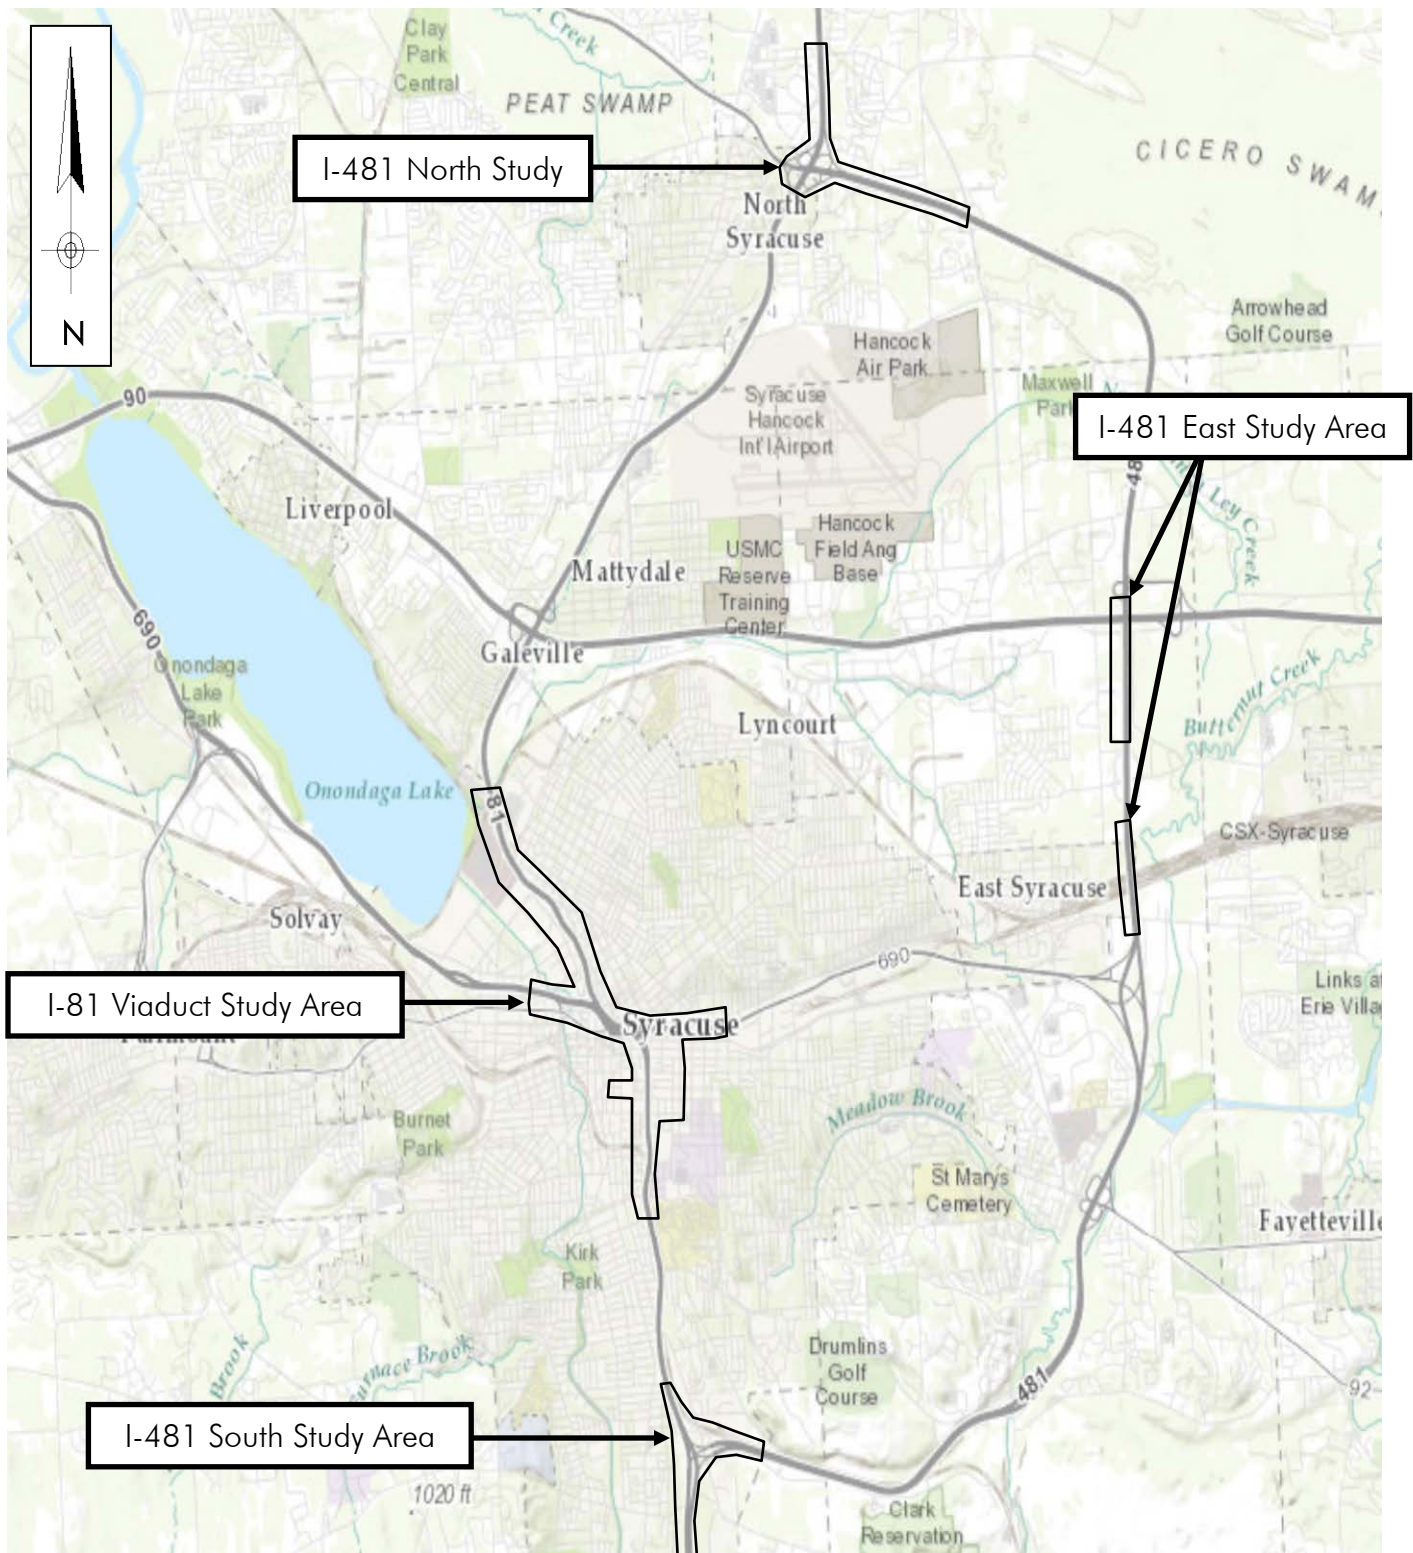 Clay
Park
Central
Creek
PEAT SWAMP
CICERO SWAM
I-481 North Study
North
Syracuse
N
Arrowhead
Golf Course
Hancock
Air Park
Maxwell
Park
90
Syracuse
Hancock
Int'l Airport
I-481 East Study Area
48
Ley Creek
Liverpool
Hancock
Field Ang
Base
USMC
Reserve
Training
Center
Mattydale
690
Galeville
Onondaga
Lake
Park
Butternut Creek
Lyncourt
Onondaga Lake
81
CSX-Syracuse
East Syracuse
Solvay
690
Links at
Erie Villa
I-81 Viaduct Study Area
Syracuse
Meadow Brook
Burnet
Park
St Marys
Cemetery
Fayetteville
Kirk
Park
Drumlins
Golf
Course
Brook
urnace Brook
481
92
I-481 South Study Area
1020 ft
Clark
Reservation